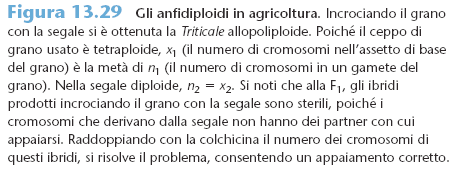 Figura 13.29 Gli anfidiploidi in agricoltura. Incrociando il grano
con la segale si è ottenuta la Triticale allopoliploide. Poiché il ceppo di
grano usato è tetraploide, x₁ (il numero di cromosomi nell'assetto di base
del grano) è la metà di n₁ (il numero di cromosomi in un gamete del
grano). Nella segale diploide, n₂ = x₂. Si noti che alla F₁, gli ibridi
prodotti incrociando il grano con la segale sono sterili, poiché i
cromosomi che derivano dalla segale non hanno dei partner con cui
appaiarsi. Raddoppiando con la colchicina il numero dei cromosomi di
questi ibridi, si risolve il problema, consentendo un appaiamento corretto.